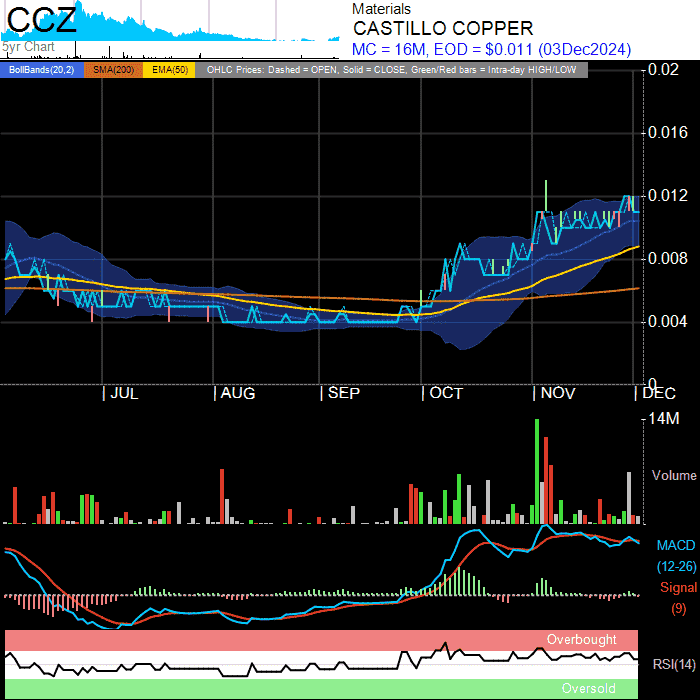 CCZ
5yr Chart
Materials
CASTILLO COPPER
MC = 16M, EOD = $0.011 (03Dec2024)
BollBands(20,2) SMA(200) EMA(50) OHLC Prices: Dashed = OPEN, Solid = CLOSE, Green/Red bars = Intra-day HIGH/LOW
0.02
0.016
0.012
0.008
0.004
0
JUL AUG SEP OCT NOV DEC
14M
Volume
MACD
(12-26)
Signal
(9)
Overbought
RSI(14)
Oversold